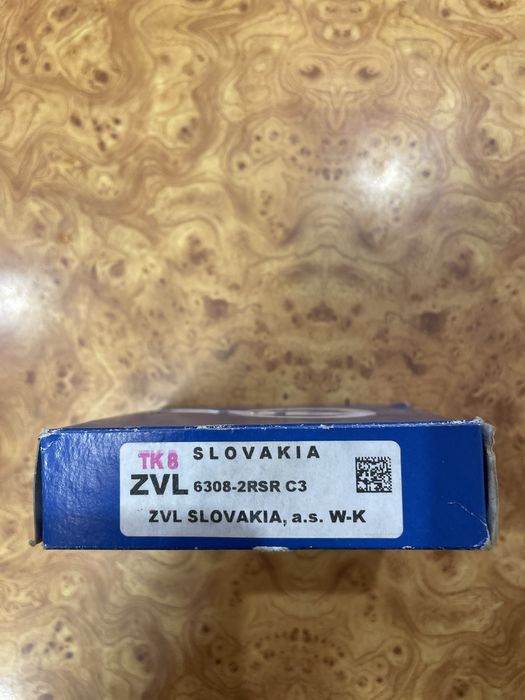 SLOVAKIA
TK 8
ZVL 6308-2RSR C3
ZVL SLOVAKIA, a.s. W-K